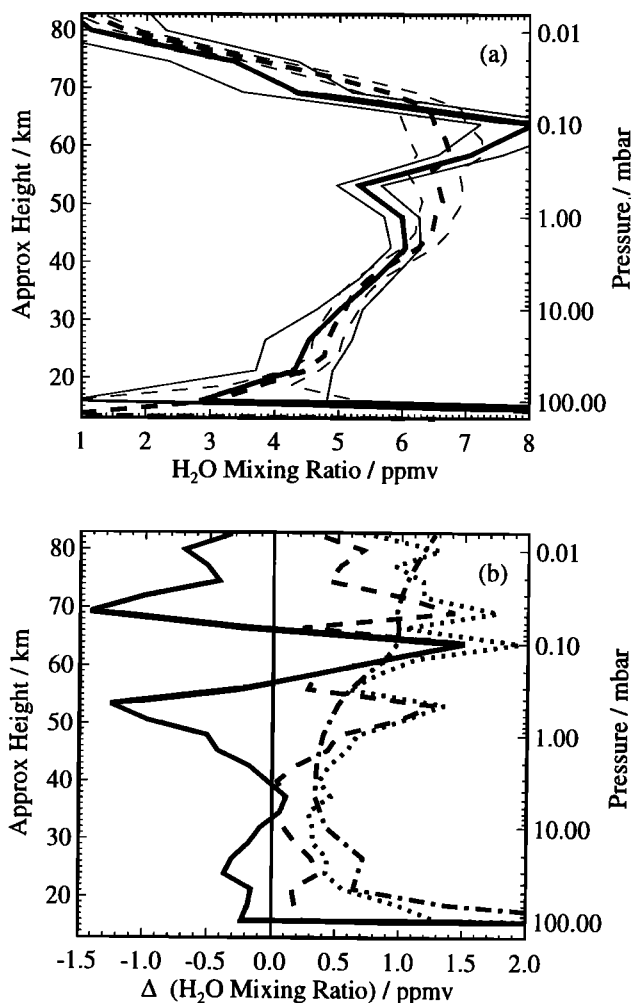 (a)
Approx Height / km
80
70
60
50
40
30
20
0.01
0.10
1.00
10.00
100.00
Pressure / mbar
1 2 3 4 5 6 7 8
H₂O Mixing Ratio / ppmv
(b)
Approx Height / km
80
70
60
50
40
30
20
0.01
0.10
1.00
10.00
100.00
Pressure / mbar
-1.5 -1.0 -0.5 0.0 0.5 1.0 1.5 2.0
Δ (H₂O Mixing Ratio) / ppmv